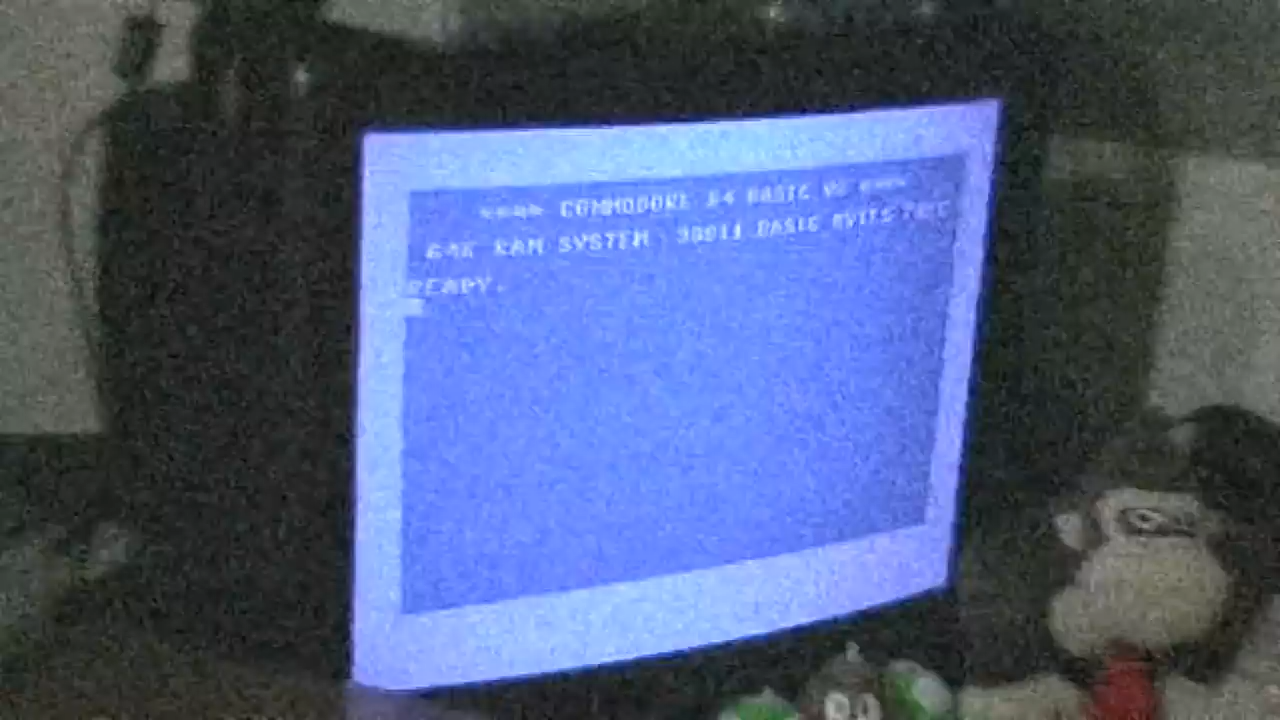 **** COMMODORE 64 BASIC V2 ****
64K RAM SYSTEM 38911 BASIC BYTES FREE
READY.